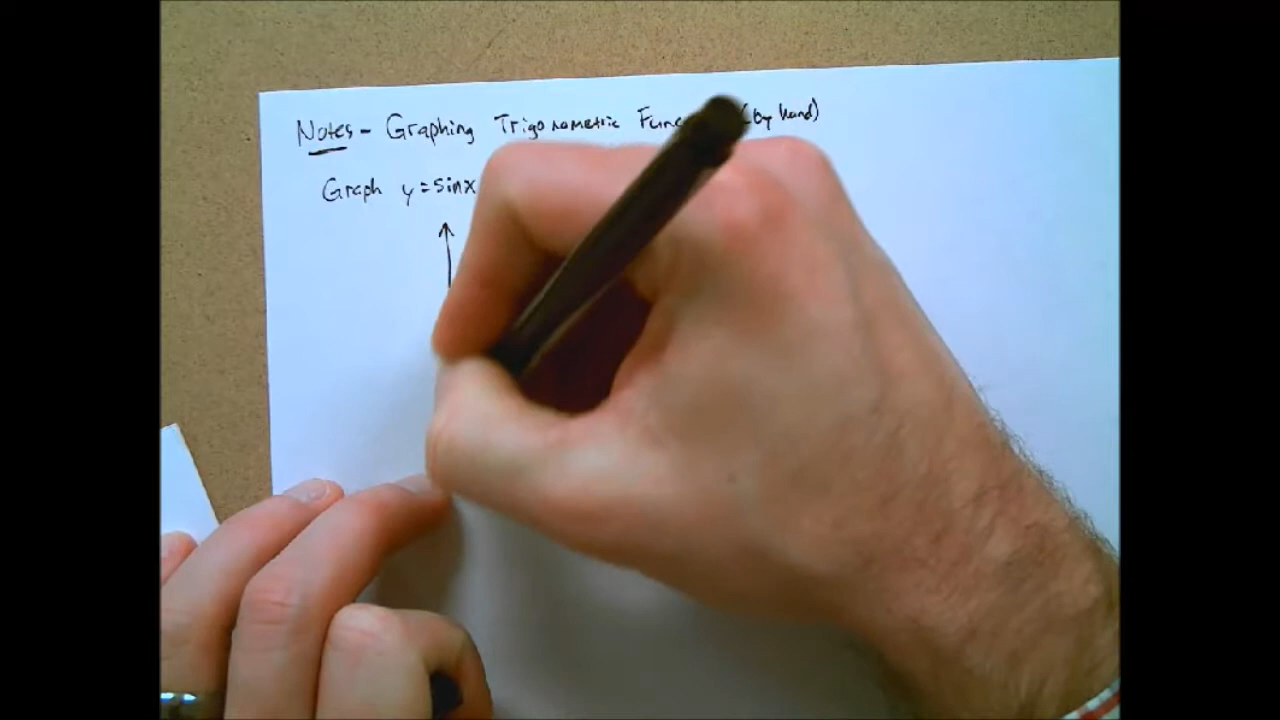 Notes - Graphing Trigonometric Func (by hand)
Graph y = sinx